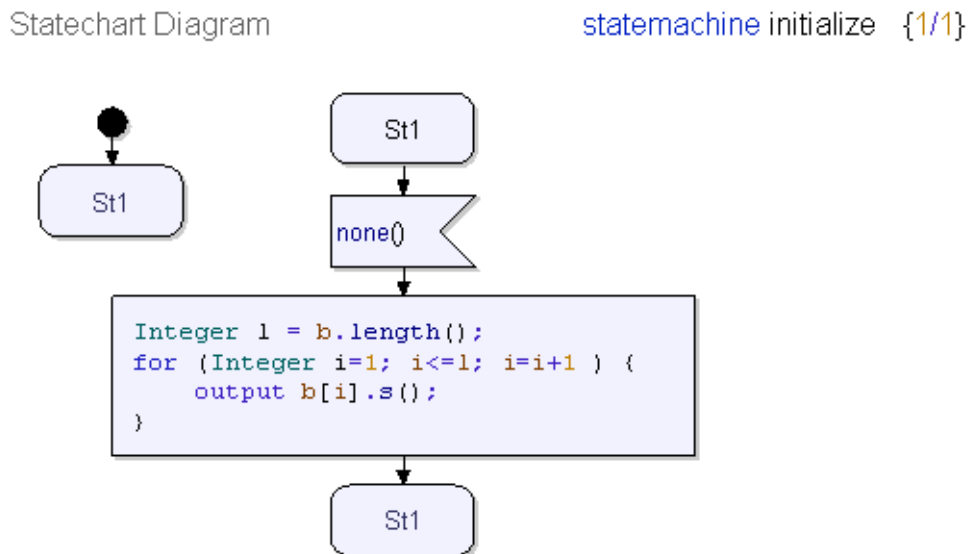 Statechart Diagram
statemachine initialize {1/1}
St1
St1
none()
Integer l = b.length();
for (Integer i=1; i<=l; i=i+1 ) {
output b[i].s();
}
St1